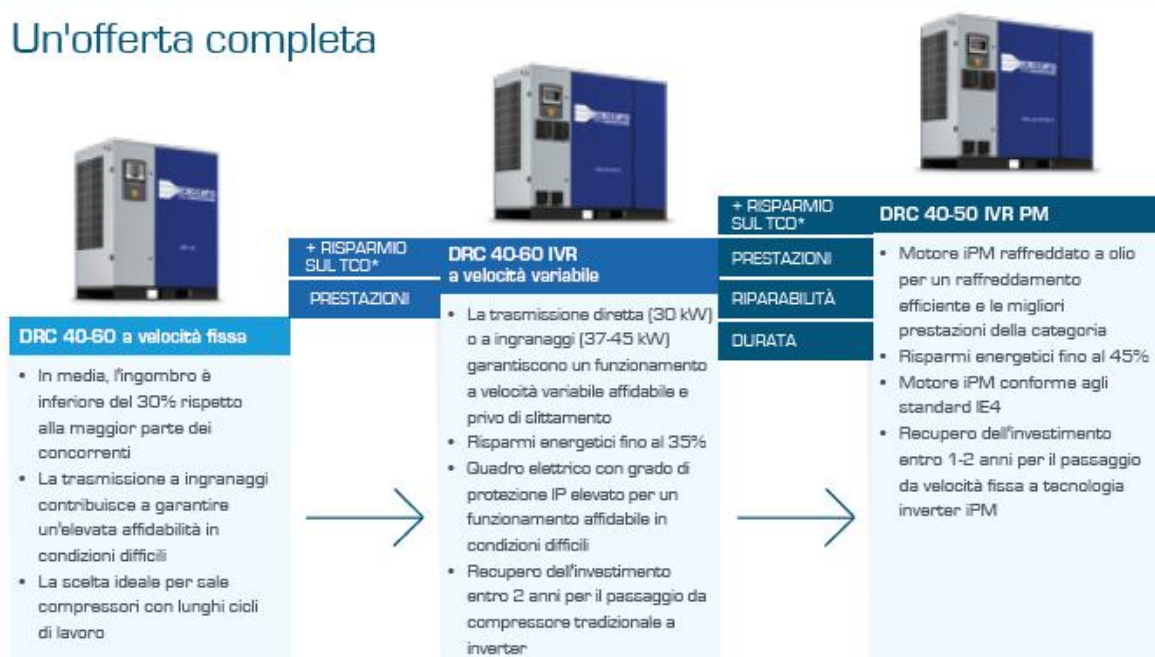 Un'offerta completa
DRC 40-60 a velocità fissa
• In media, l'ingombro è
inferiore del 30% rispetto
alla maggior parte dei
concorrenti
• La trasmissione a ingranaggi
contribuisce a garantire
un'elevata affidabilità in
condizioni difficili
• La scelta ideale per sale
compressori con lunghi cicli
di lavoro
+ RISPARMIO
SUL TCO*
PRESTAZIONI
DRC 40-60 IVR
a velocità variabile
• La trasmissione diretta (30 kW)
o a ingranaggi (37-45 kW)
garantiscono un funzionamento
a velocità variabile affidabile e
privo di slittamento
• Risparmi energetici fino al 35%
• Quadro elettrico con grado di
protezione IP elevato per un
funzionamento affidabile in
condizioni difficili
• Recupero dell'investimento
entro 2 anni per il passaggio da
compressore tradizionale a
inverter
+ RISPARMIO
SUL TCO*
PRESTAZIONI
RIPARABILITÀ
DURATA
DRC 40-50 IVR PM
• Motore iPM raffreddato a olio
per un raffreddamento
efficiente e le migliori
prestazioni della categoria
• Risparmi energetici fino al 45%
• Motore iPM conforme agli
standard IE4
• Recupero dell'investimento
entro 1-2 anni per il passaggio
da velocità fissa a tecnologia
inverter iPM